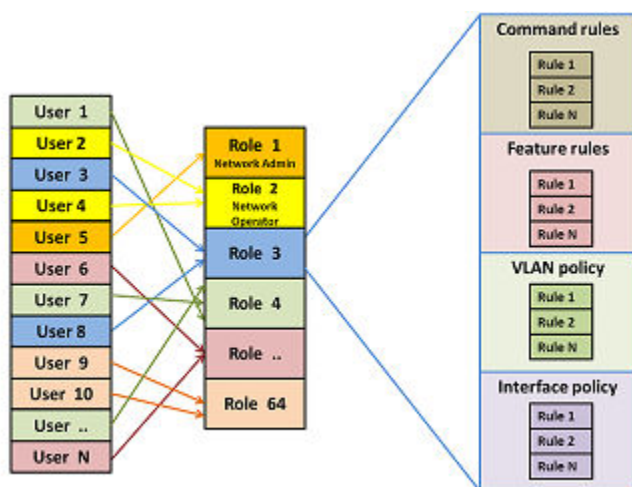 User 1
User 2
User 3
User 4
User 5
User 6
User 7
User 8
User 9
User 10
User ..
User N
Role 1
Network Admin
Role 2
Network
Operator
Role 3
Role 4
Role ..
Role 64
Command rules
Rule 1
Rule 2
Rule N
Feature rules
Rule 1
Rule 2
Rule N
VLAN policy
Rule 1
Rule 2
Rule N
Interface policy
Rule 1
Rule 2
Rule N